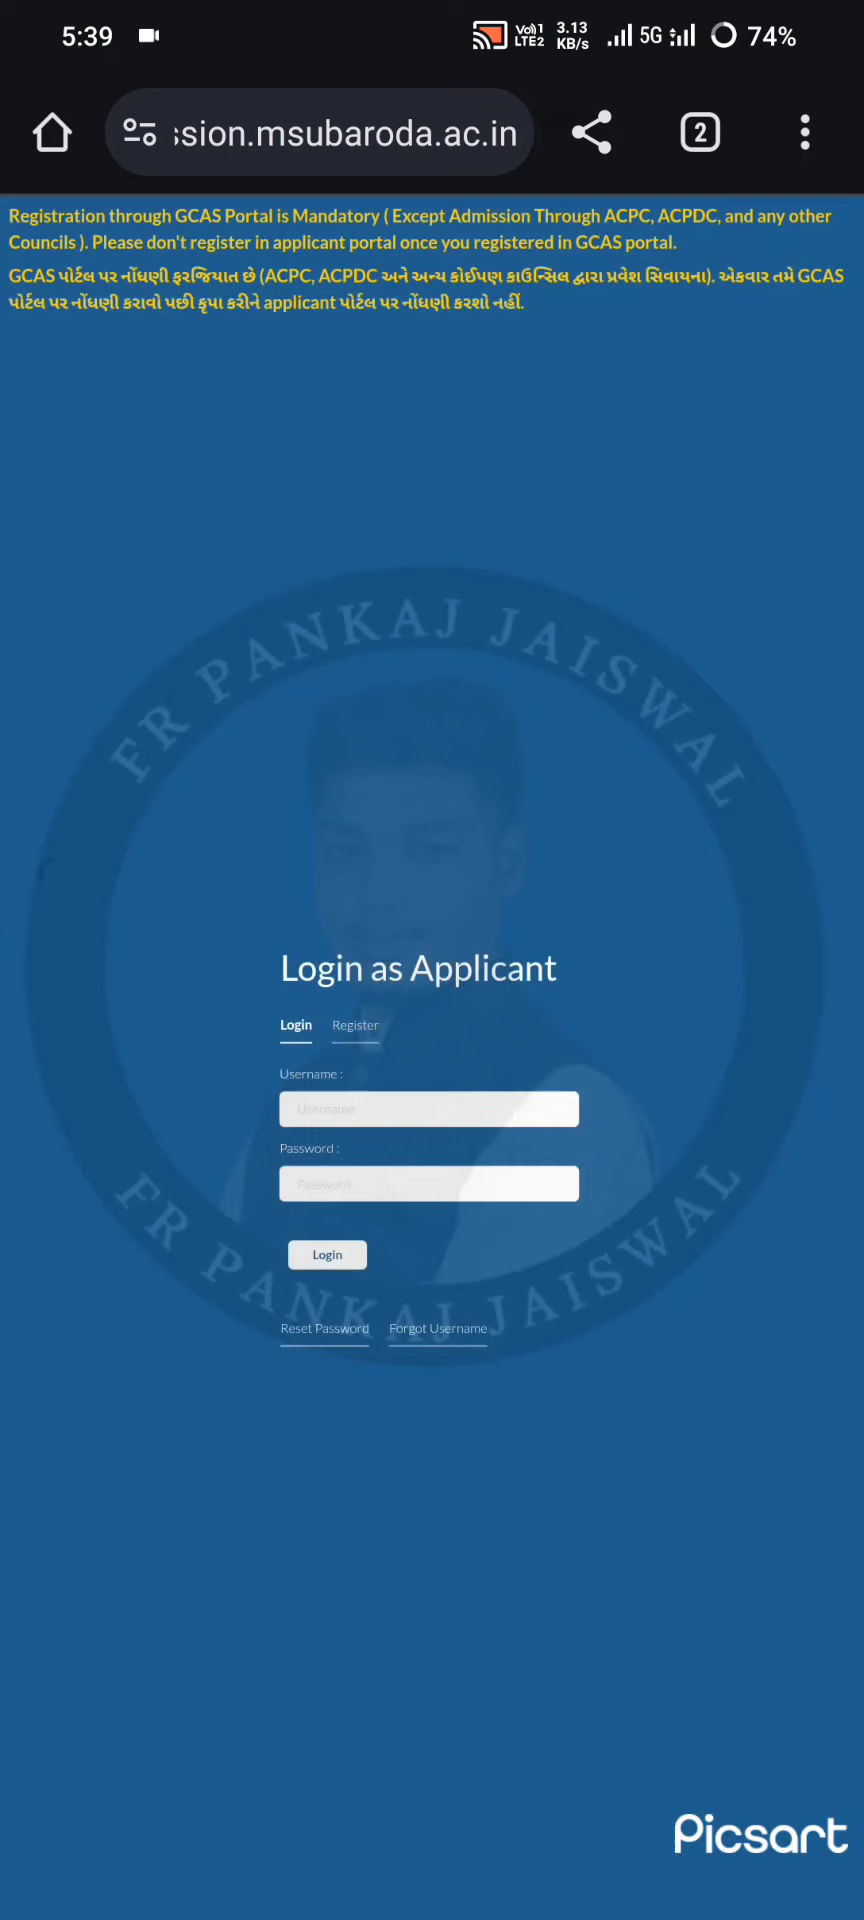 5:39
Vo)) 1
LTE2
3.13
KB/s
5G
74%
ssion.msubaroda.ac.in
2
Registration through GCAS Portal is Mandatory ( Except Admission Through ACPC, ACPDC, and any other
Councils ). Please don't register in applicant portal once you registered in GCAS portal.
GCAS પોર્ટલ પર નોંધણી ફરજિયાત છે (ACPC, ACPDC અને અન્ય કોઈપણ કાઉન્સિલ દ્વારા પ્રવેશ સિવાયના). એકવાર તમે GCAS
પોર્ટલ પર નોંધણી કરાવો પછી કૃપા કરીને applicant પોર્ટલ પર નોંધણી કરશો નહીં.
FR PANKAJ JAISWAL
Login as Applicant
Login Register
Username :
Username
Password :
Password
Login
FR PANKAJ JAISWAL
Reset Password Forgot Username
Picsart